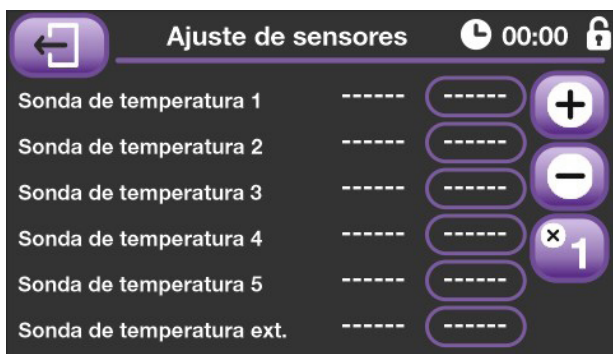 Ajuste de sensores 00:00
Sonda de temperatura 1 ------ ------
Sonda de temperatura 2 ------ ------
Sonda de temperatura 3 ------ ------
Sonda de temperatura 4 ------ ------
×1
Sonda de temperatura 5 ------ ------
Sonda de temperatura ext. ------ ------